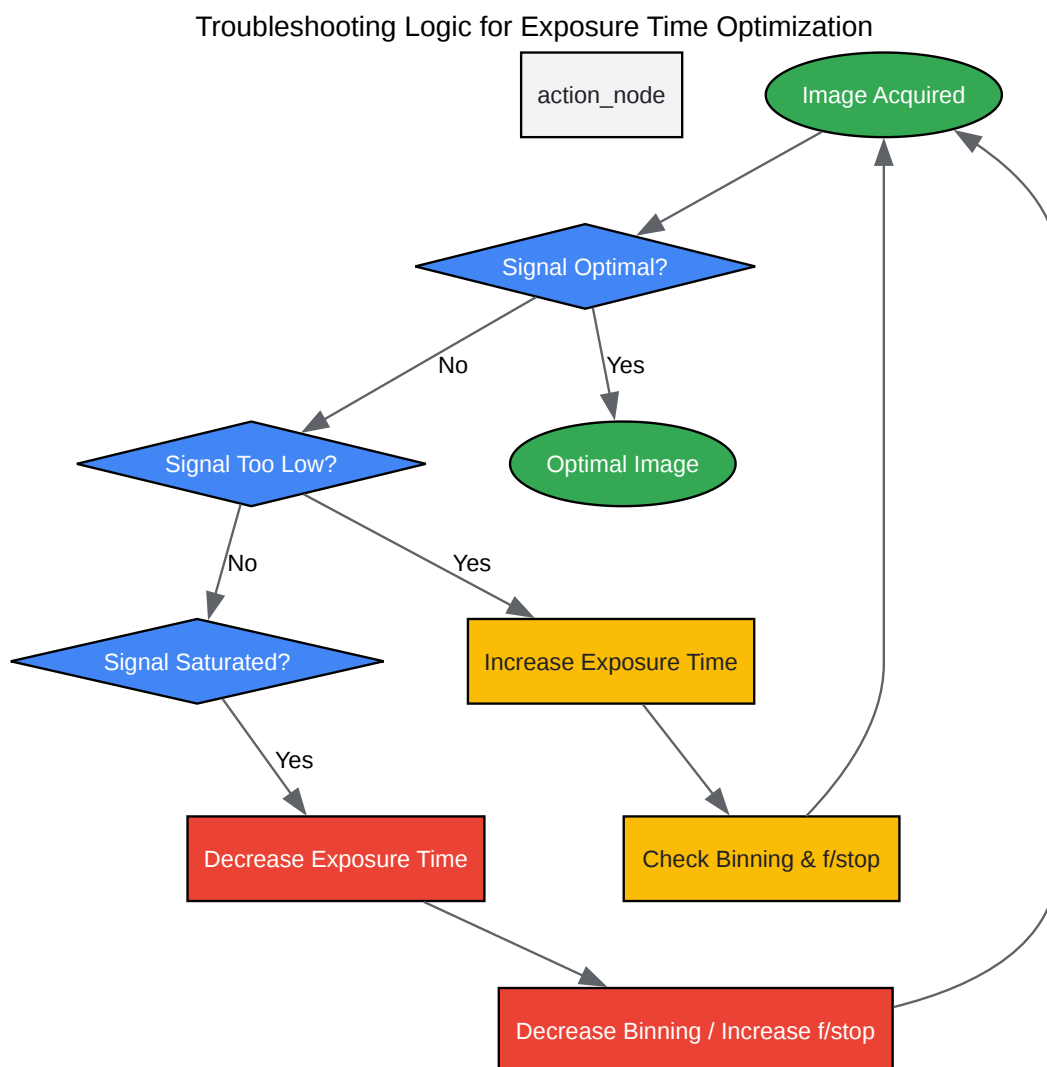 Troubleshooting Logic for Exposure Time Optimization
action_node
Image Acquired
Signal Optimal?
No
Yes
Signal Too Low?
Optimal Image
No
Yes
Signal Saturated?
Increase Exposure Time
Yes
Decrease Exposure Time
Check Binning & f/stop
Decrease Binning / Increase f/stop